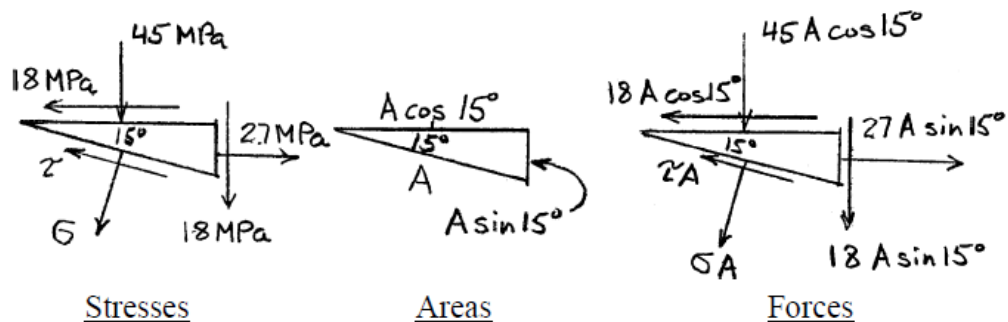 45 MPa
18 MPa
15°
27 MPa
τ
σ
18 MPa
Stresses
A cos 15°
15°
A
A sin 15°
Areas
45 A cos 15°
18 A cos 15°
27 A sin 15°
15°
τA
σA
18 A sin 15°
Forces